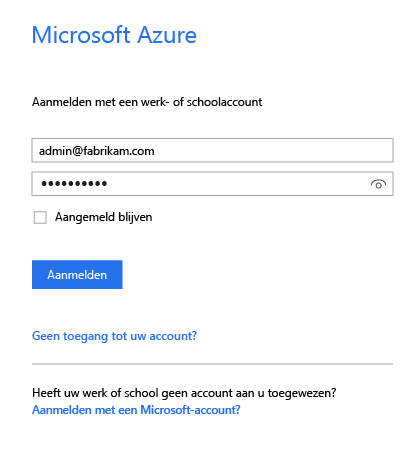 Microsoft Azure
Aanmelden met een werk- of schoolaccount
admin@fabrikam.com
••••••••••
Aangemeld blijven
Aanmelden
Geen toegang tot uw account?
Heeft uw werk of school geen account aan u toegewezen?
Aanmelden met een Microsoft-account?